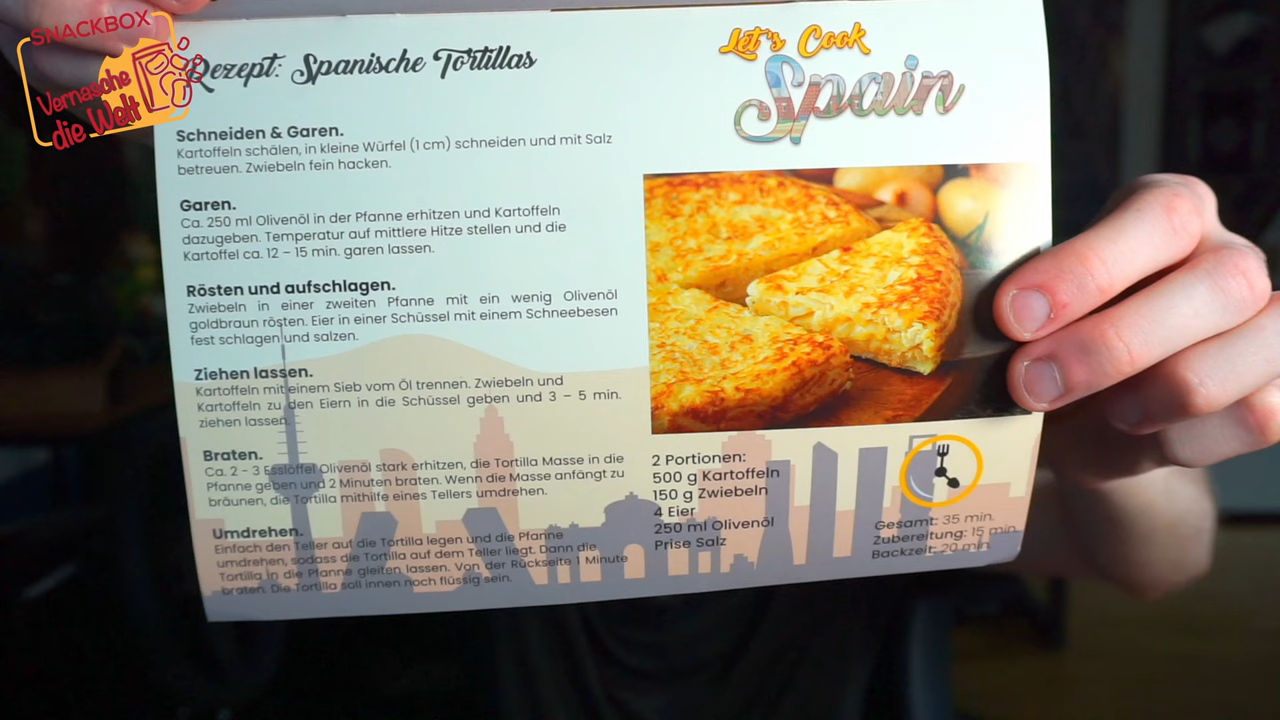 SNACKBOX
Vernasche
die Welt
Rezept: Spanische Tortillas
Schneiden & Garen.
Kartoffeln schälen, in kleine Würfel (1 cm) schneiden und mit Salz
betreuen. Zwiebeln fein hacken.
Garen.
Ca. 250 ml Olivenöl in der Pfanne erhitzen und Kartoffeln
dazugeben. Temperatur auf mittlere Hitze stellen und die
Kartoffel ca. 12 – 15 min. garen lassen.
Rösten und aufschlagen.
Zwiebeln in einer zweiten Pfanne mit ein wenig Olivenöl
goldbraun rösten. Eier in einer Schüssel mit einem Schneebesen
fest schlagen und salzen.
Ziehen lassen.
Kartoffeln mit einem Sieb vom Öl trennen. Zwiebeln und
Kartoffeln zu den Eiern in die Schüssel geben und 3 – 5 min.
ziehen lassen.
Braten.
Ca. 2 - 3 Esslöffel Olivenöl stark erhitzen, die Tortilla Masse in die
Pfanne geben und 2 Minuten braten. Wenn die Masse anfängt zu
bräunen, die Tortilla mithilfe eines Tellers umdrehen.
Umdrehen.
Einfach den Teller auf die Tortilla legen und die Pfanne
umdrehen, sodass die Tortilla auf dem Teller liegt. Dann die
Tortilla in die Pfanne gleiten lassen. Von der Rückseite 1 Minute
braten. Die Tortilla soll innen noch flüssig sein.
Let's Cook
Spain
2 Portionen:
500 g Kartoffeln
150 g Zwiebeln
4 Eier
250 ml Olivenöl
Prise Salz
Gesamt: 35 min.
Zubereitung: 15 min.
Backzeit: 20 min